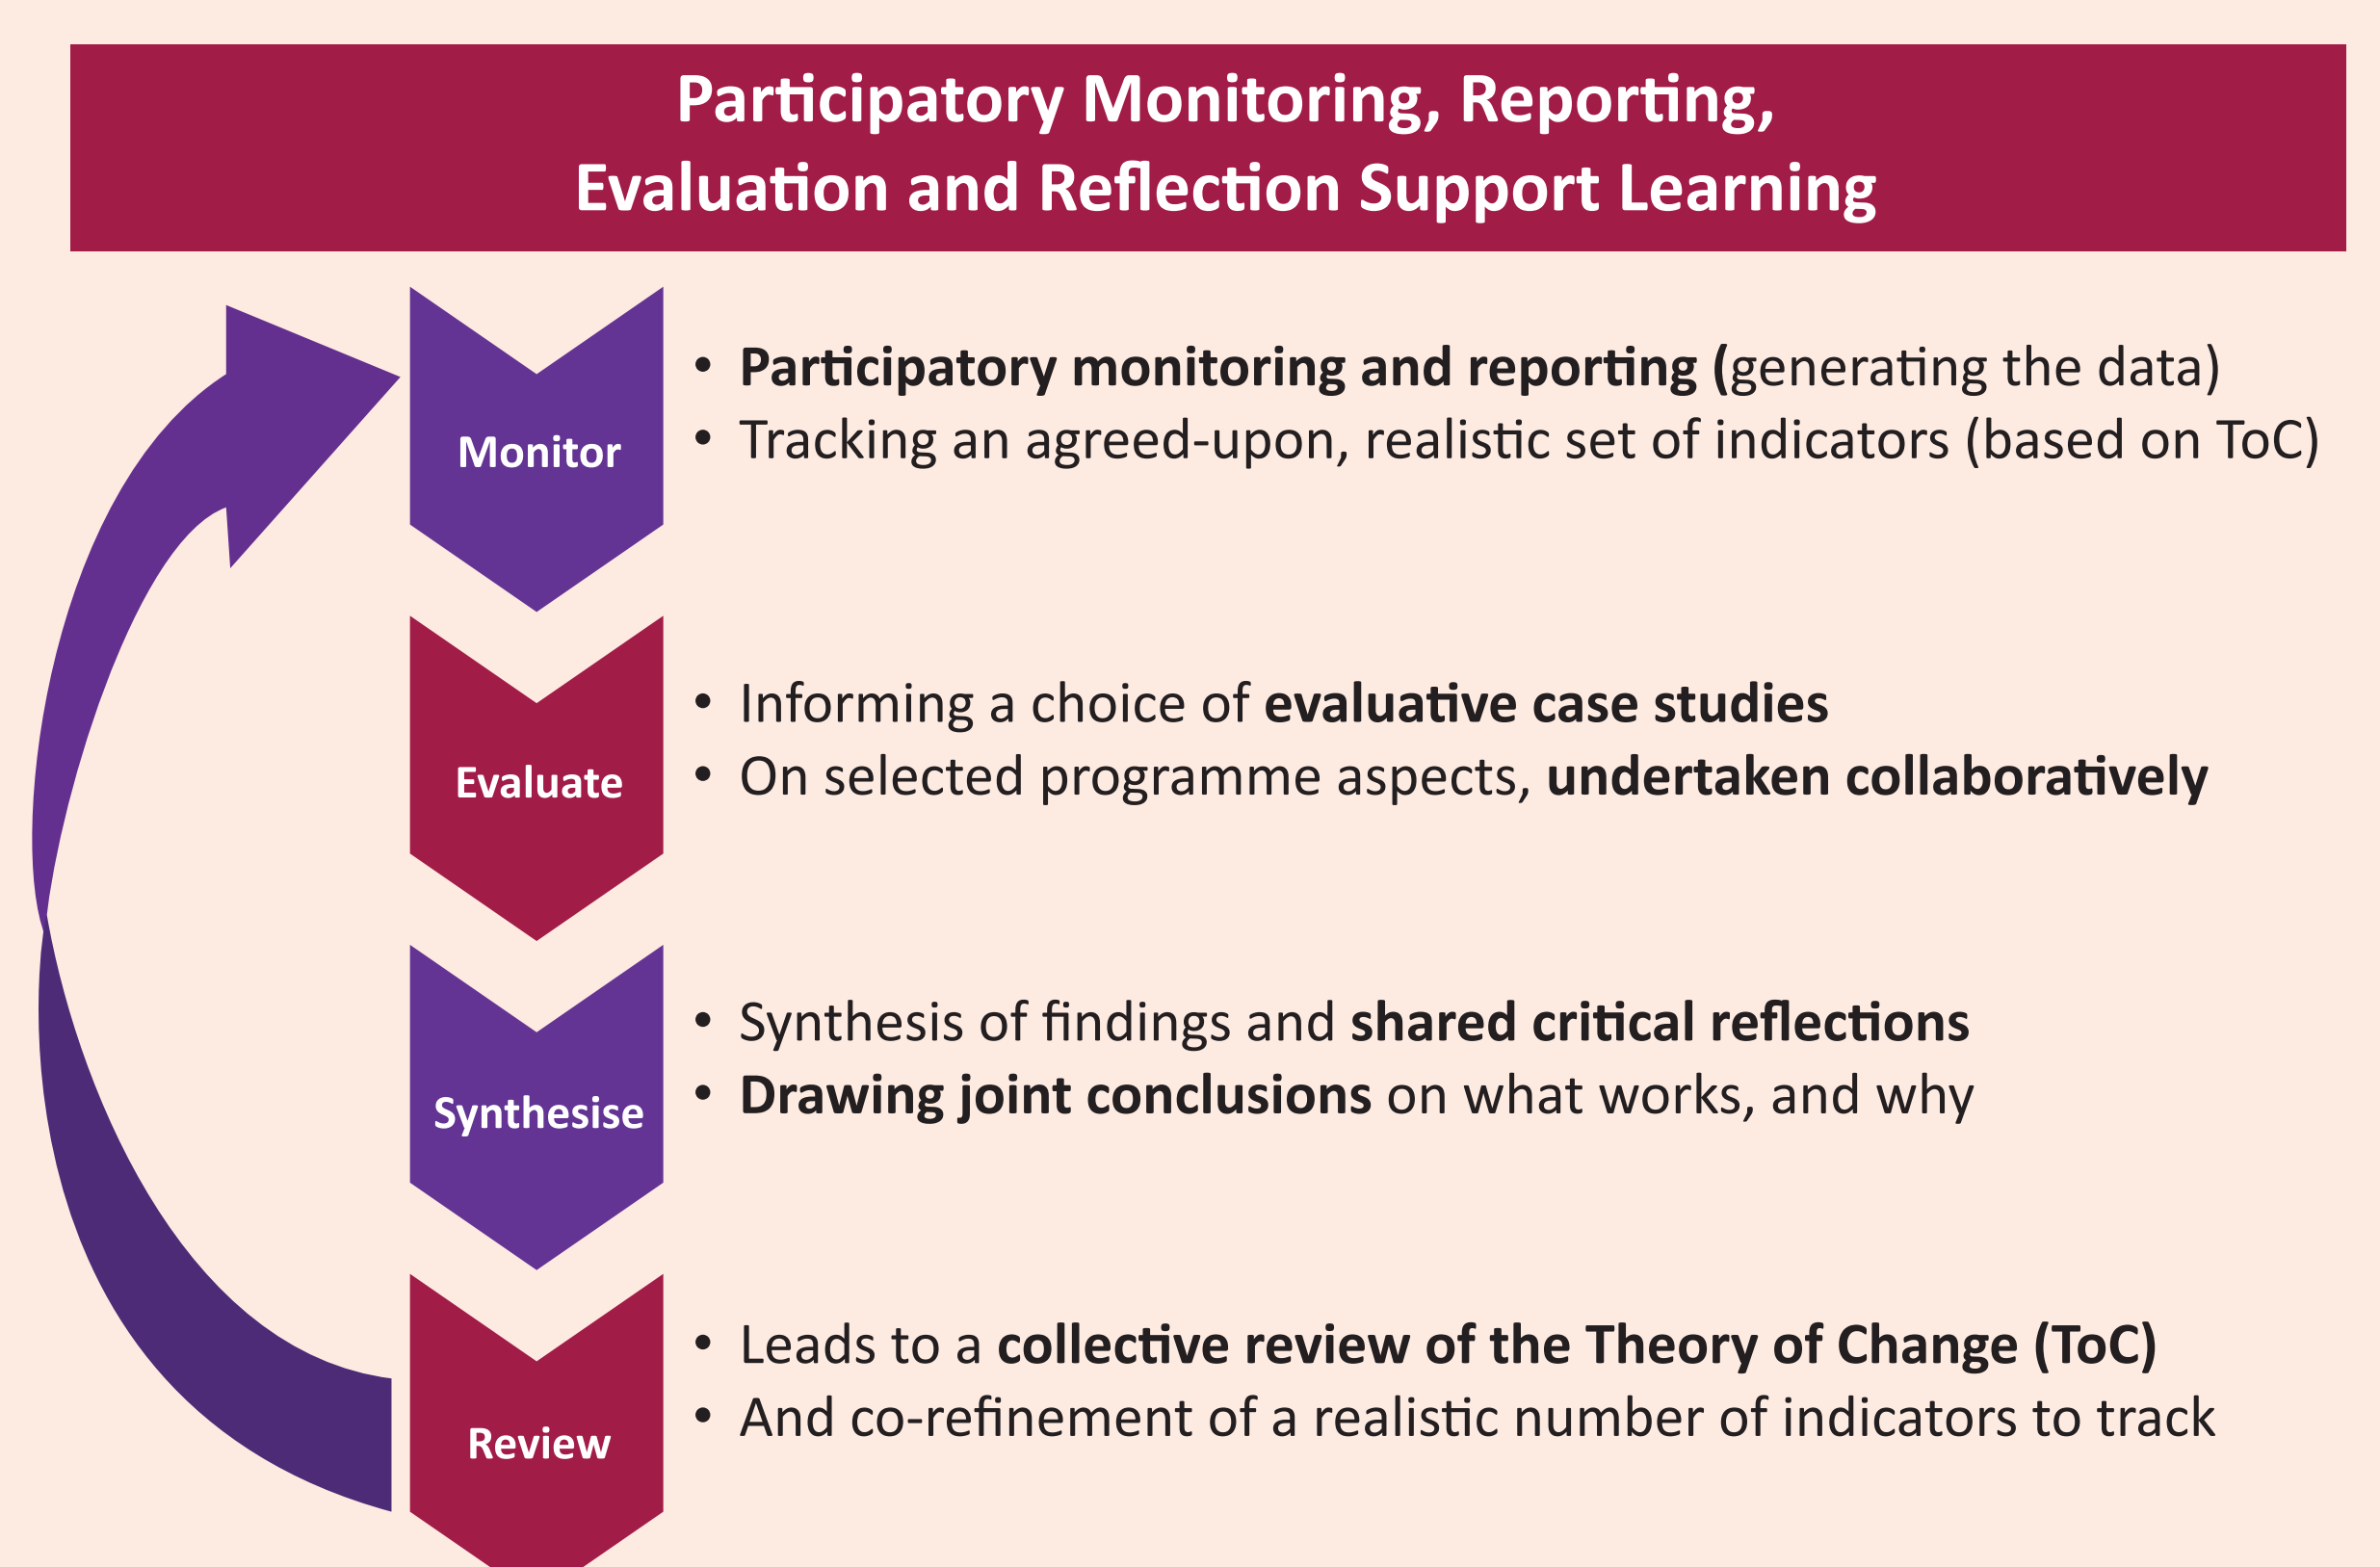 Participatory Monitoring, Reporting,
Evaluation and Reflection Support Learning
Monitor
• Participatory monitoring and reporting (generating the data)
• Tracking an agreed-upon, realistic set of indicators (based on ToC)
Evaluate
• Informing a choice of evaluative case studies
• On selected programme aspects, undertaken collaboratively
Synthesise
• Synthesis of findings and shared critical reflections
• Drawing joint conclusions on what works, and why
Review
• Leads to a collective review of the Theory of Change (ToC)
• And co-refinement of a realistic number of indicators to track